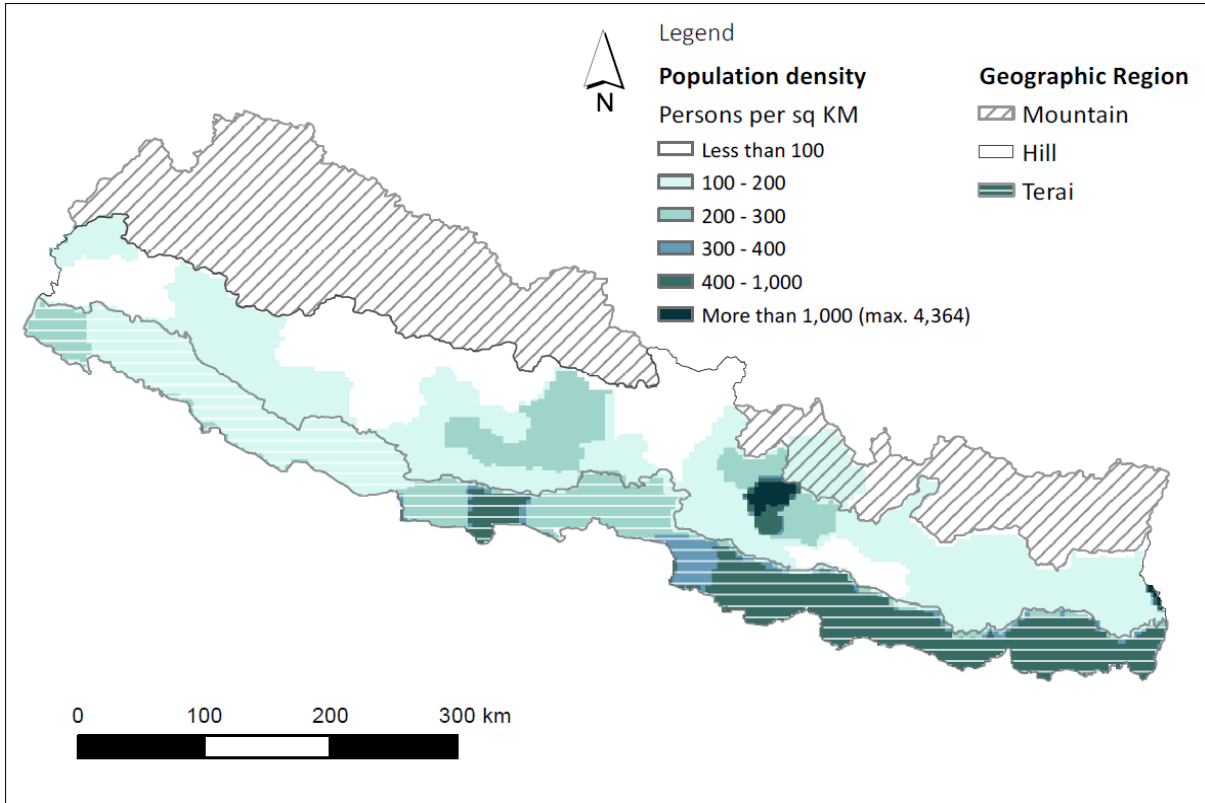 Legend
Population density
Persons per sq KM
Less than 100
100 - 200
200 - 300
300 - 400
400 - 1,000
More than 1,000 (max. 4,364)
Geographic Region
Mountain
Hill
Terai
N
0 100 200 300 km